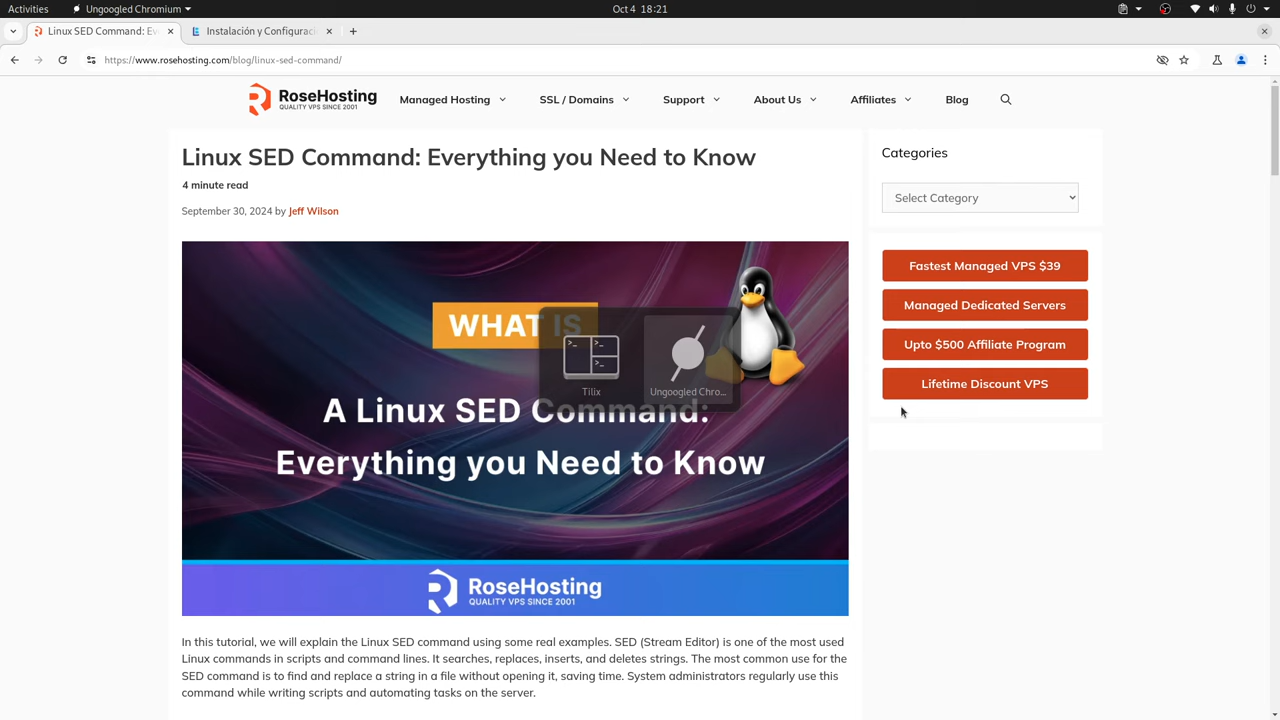 Activities
Ungoogled Chromium
Oct 4 18:21
Linux SED Command: Ev
Instalación y Configurac
https://www.rosehosting.com/blog/linux-sed-command/
RoseHosting
QUALITY VPS SINCE 2001
Managed Hosting
SSL / Domains
Support
About Us
Affiliates
Blog
Linux SED Command: Everything you Need to Know
4 minute read
September 30, 2024 by Jeff Wilson
WHAT IS
A Linux SED Command:
Everything you Need to Know
RoseHosting
QUALITY VPS SINCE 2001
Tilix
Ungoogled Chro...
In this tutorial, we will explain the Linux SED command using some real examples. SED (Stream Editor) is one of the most used
Linux commands in scripts and command lines. It searches, replaces, inserts, and deletes strings. The most common use for the
SED command is to find and replace a string in a file without opening it, saving time. System administrators regularly use this
command while writing scripts and automating tasks on the server.
Categories
Select Category
Fastest Managed VPS $39
Managed Dedicated Servers
Upto $500 Affiliate Program
Lifetime Discount VPS